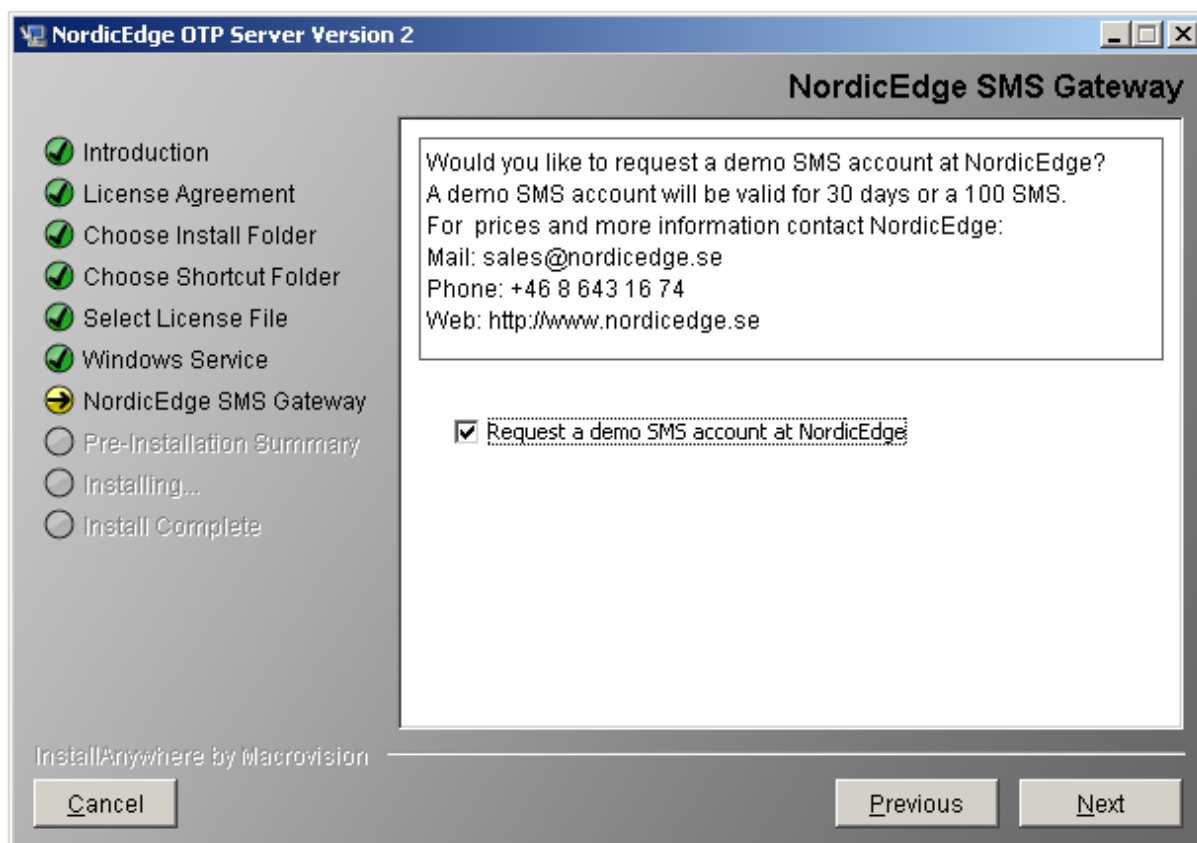 NordicEdge OTP Server Version 2
NordicEdge SMS Gateway
Introduction
License Agreement
Choose Install Folder
Choose Shortcut Folder
Select License File
Windows Service
NordicEdge SMS Gateway
Pre-Installation Summary
Installing...
Install Complete
Would you like to request a demo SMS account at NordicEdge?
A demo SMS account will be valid for 30 days or a 100 SMS.
For  prices and more information contact NordicEdge:
Mail: sales@nordicedge.se
Phone: +46 8 643 16 74
Web: http://www.nordicedge.se
Request a demo SMS account at NordicEdge
InstallAnywhere by Macrovision
Cancel
Previous
Next